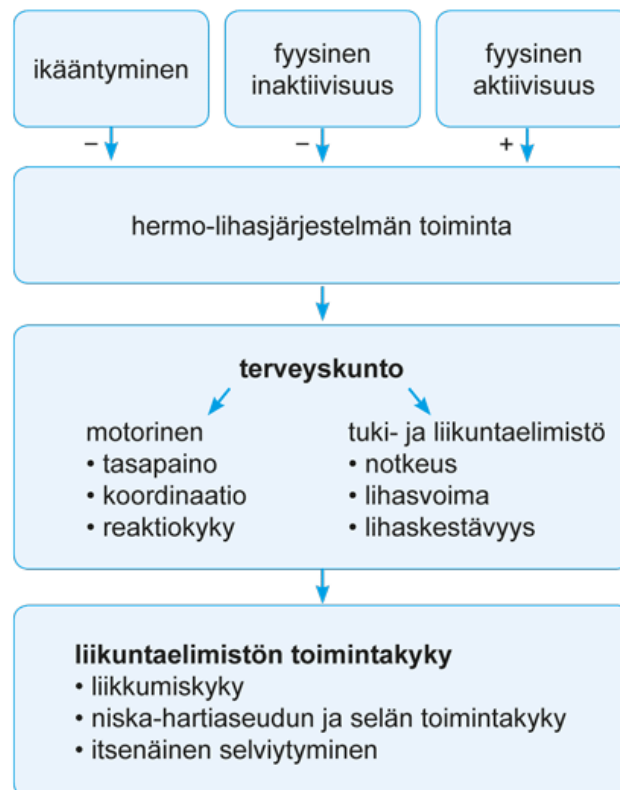 ikääntyminen
fyysinen
inaktiivisuus
fyysinen
aktiivisuus
–
–
+
hermo-lihasjärjestelmän toiminta
terveyskunto
motorinen
• tasapaino
• koordinaatio
• reaktiokyky
tuki- ja liikuntaelimistö
• notkeus
• lihasvoima
• lihaskestävyys
liikuntaelimistön toimintakyky
• liikkumiskyky
• niska-hartiaseudun ja selän toimintakyky
• itsenäinen selviytyminen